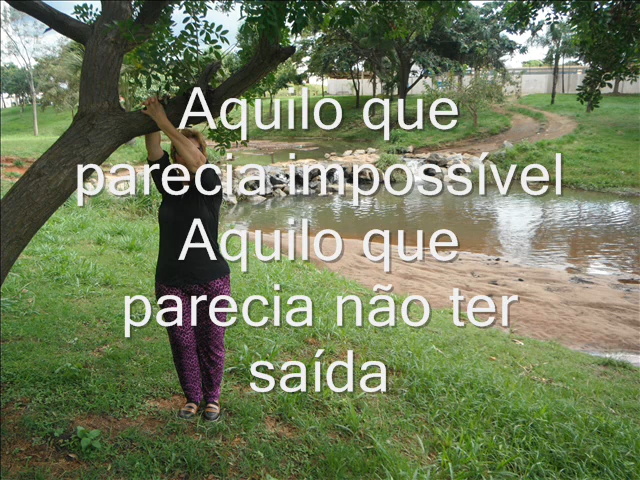 Aquilo que
parecia impossível
Aquilo que
parecia não ter
saída